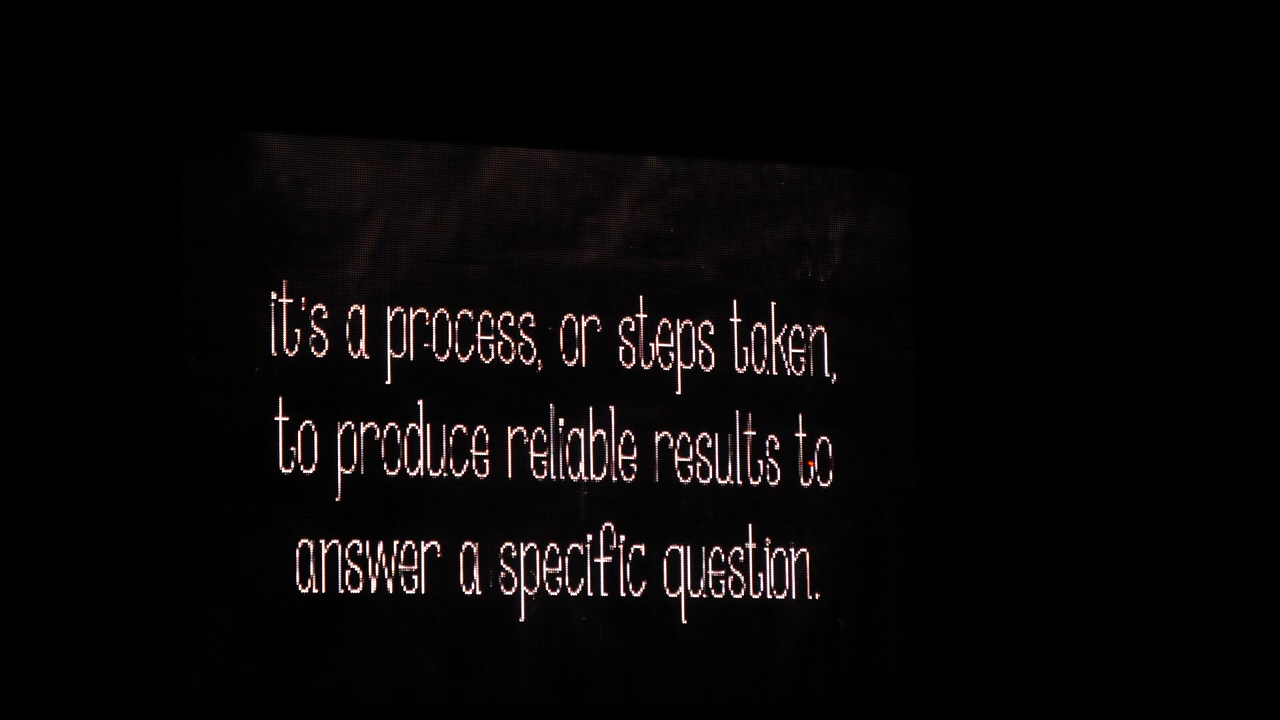 it's a process, or steps taken,
to produce reliable results to
answer a specific question.